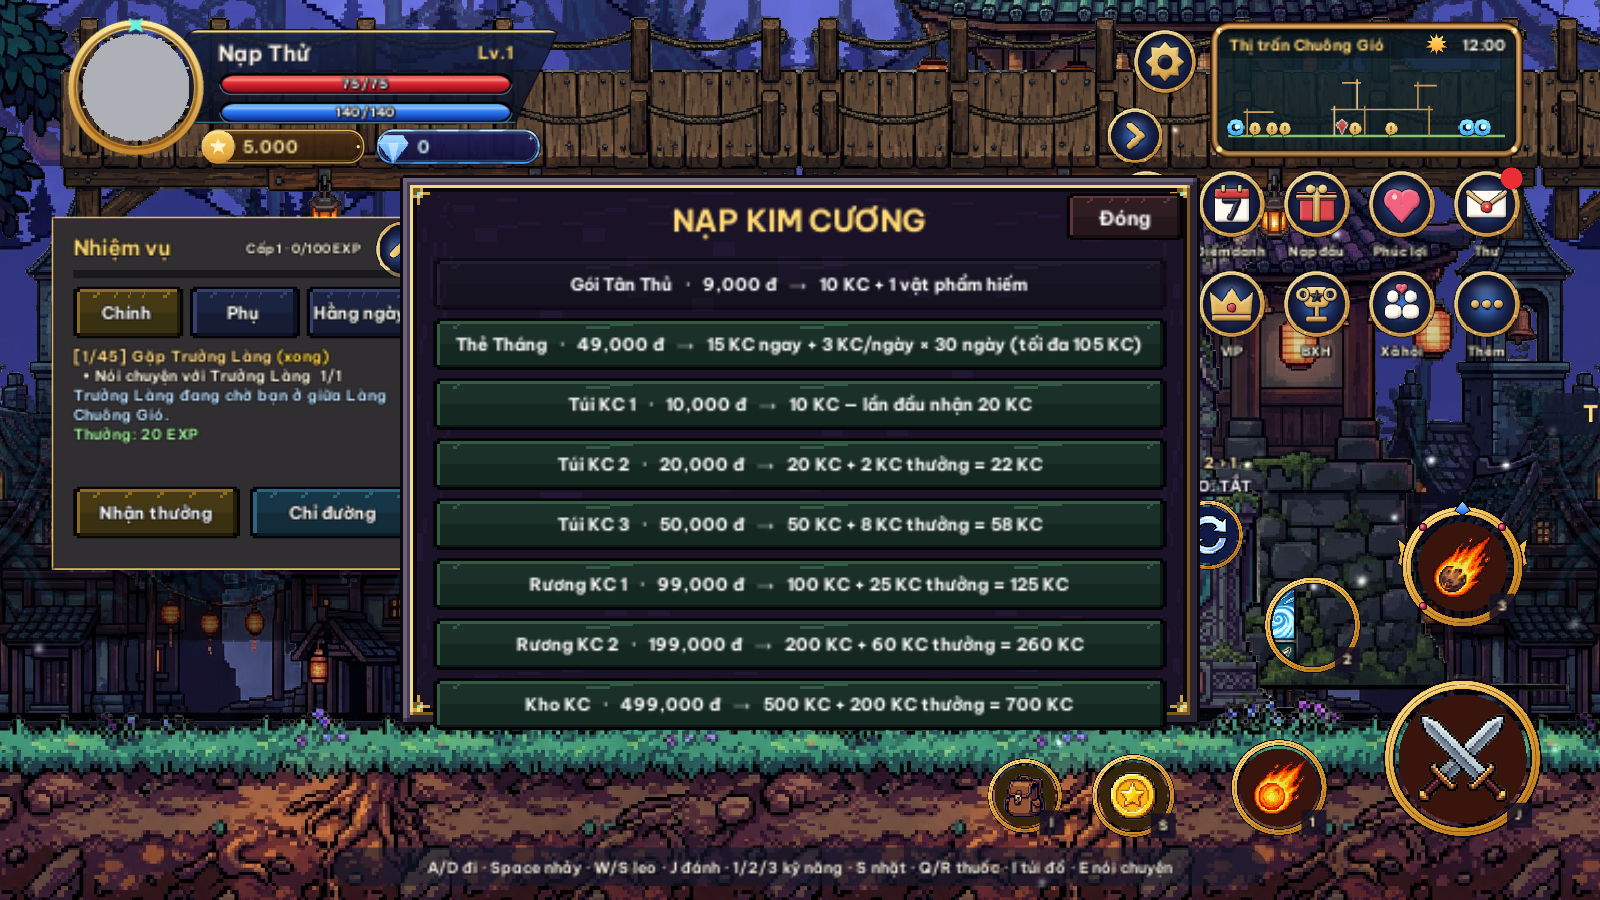 Nạp Thử
Lv.1
75/75
140/140
5.000
0
Thị trấn Chuông Gió
12:00
7
Nạp đầu
Phúc lợi
Thư
VIP
BXH
Xã hội
Thêm
Nhiệm vụ
Cấp 1 · 0/100 EXP
Chính
Phụ
Hằng ngày
[1/45] Gặp Trưởng Làng (xong)
• Nói chuyện với Trưởng Làng 1/1
Trưởng Làng đang chờ bạn ở giữa Làng
Chuông Gió.
Thưởng: 20 EXP
Nhận thưởng
Chỉ đường
NẠP KIM CƯƠNG
Đóng
Gói Tân Thủ · 9,000 đ → 10 KC + 1 vật phẩm hiếm
Thẻ Tháng · 49,000 đ → 15 KC ngay + 3 KC/ngày × 30 ngày (tối đa 105 KC)
Túi KC 1 · 10,000 đ → 10 KC – lần đầu nhận 20 KC
Túi KC 2 · 20,000 đ → 20 KC + 2 KC thưởng = 22 KC
Túi KC 3 · 50,000 đ → 50 KC + 8 KC thưởng = 58 KC
Rương KC 1 · 99,000 đ → 100 KC + 25 KC thưởng = 125 KC
Rương KC 2 · 199,000 đ → 200 KC + 60 KC thưởng = 260 KC
Kho KC · 499,000 đ → 500 KC + 200 KC thưởng = 700 KC
T
TẮT
3
2
1
I
S
J
A/D đi · Space nhảy · W/S leo · J đánh · 1/2/3 kỹ năng · S nhặt · Q/R thuốc · I túi đồ · E nói chuyện